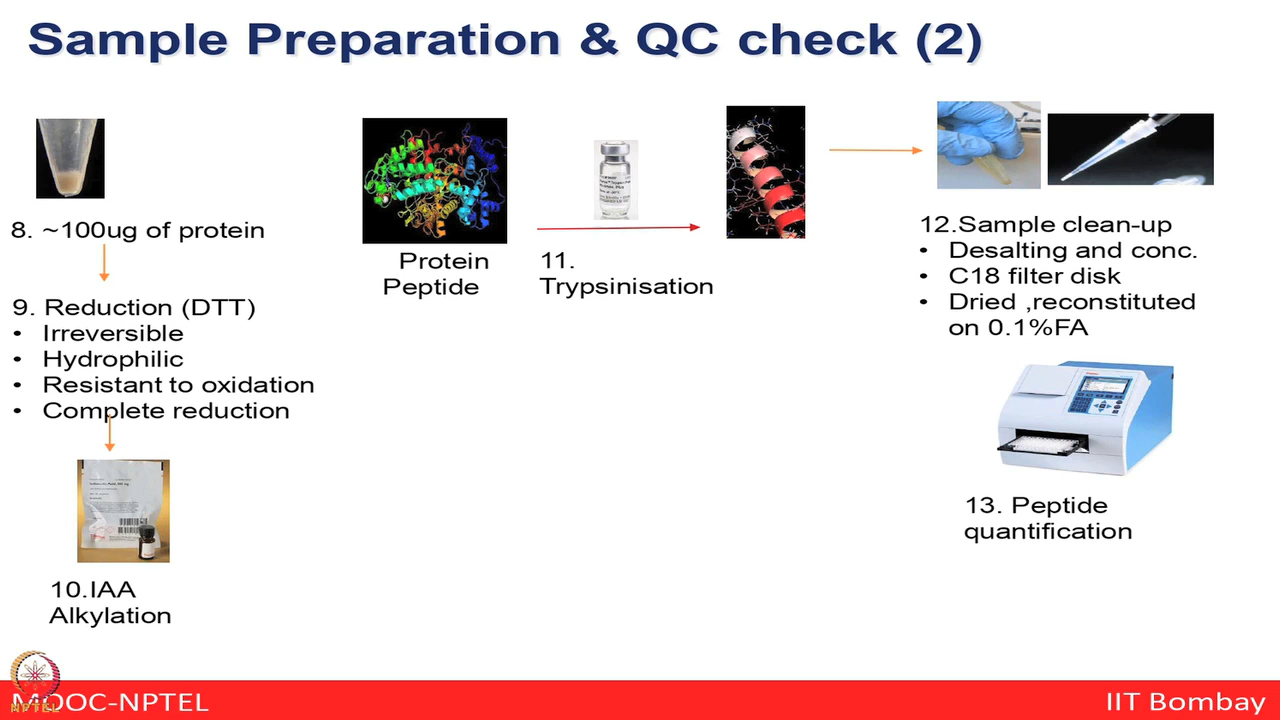 Sample Preparation & QC check (2)
8. ~100ug of protein
9. Reduction (DTT)
• Irreversible
• Hydrophilic
• Resistant to oxidation
• Complete reduction
10.IAA
Alkylation
Protein
Peptide
11.
Trypsinisation
12.Sample clean-up
• Desalting and conc.
• C18 filter disk
• Dried ,reconstituted
on 0.1%FA
13. Peptide
quantification
MOOC-NPTEL
NPTEL
IIT Bombay